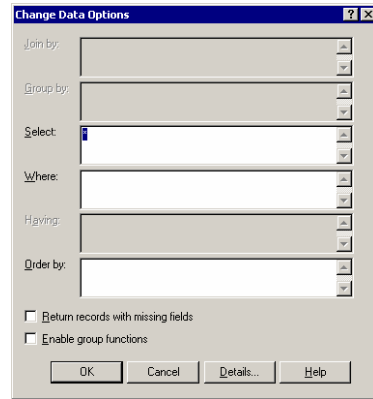 Change Data Options
Join by:
Group by:
Select:
*
Where:
Having:
Order by:
Return records with missing fields
Enable group functions
OK Cancel Details... Help